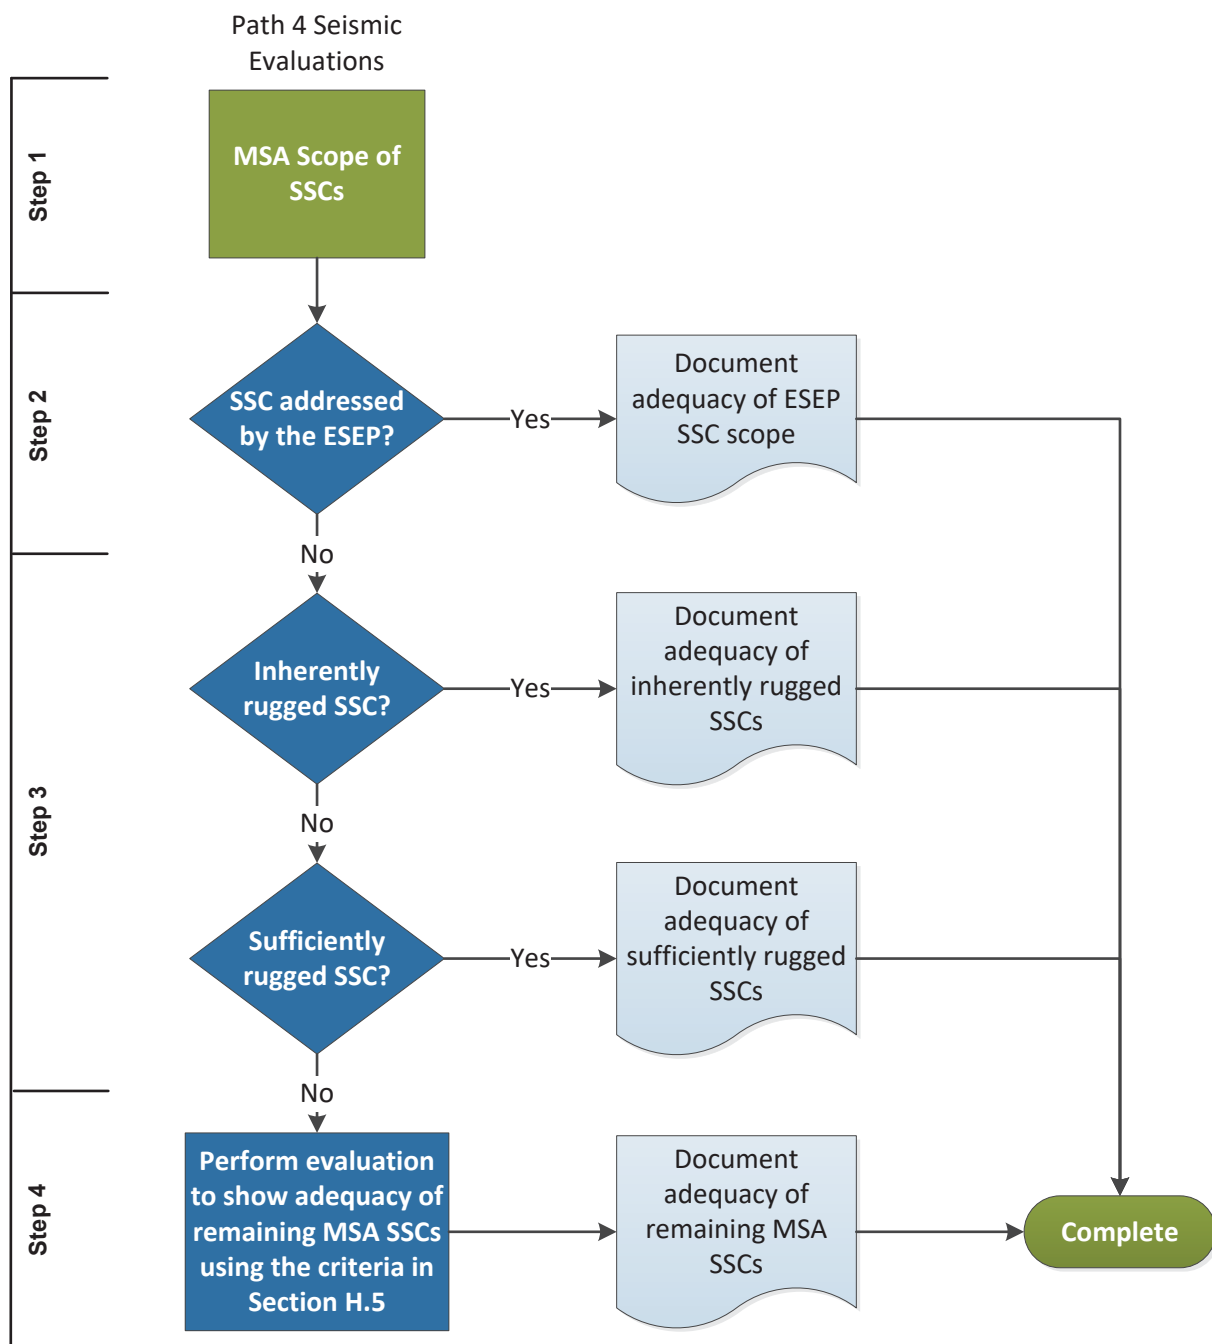 Path 4 Seismic
Evaluations
Step 1
MSA Scope of
SSCs
Step 2
SSC addressed
by the ESEP?
Yes
Document
adequacy of ESEP
SSC scope
No
Step 3
Inherently
rugged SSC?
Yes
Document
adequacy of
inherently rugged
SSCs
No
Sufficiently
rugged SSC?
Yes
Document
adequacy of
sufficiently rugged
SSCs
No
Step 4
Perform evaluation
to show adequacy of
remaining MSA SSCs
using the criteria in
Section H.5
Document
adequacy of
remaining MSA
SSCs
Complete